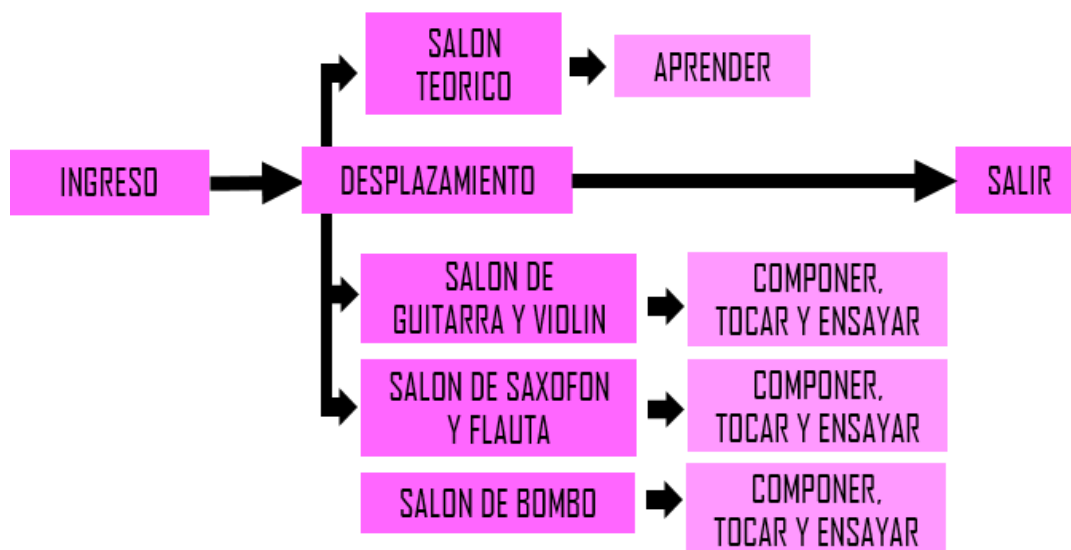 SALON
TEORICO
APRENDER
INGRESO
DESPLAZAMIENTO
SALIR
SALON DE
GUITARRA Y VIOLIN
COMPONER,
TOCAR Y ENSAYAR
SALON DE SAXOFON
Y FLAUTA
COMPONER,
TOCAR Y ENSAYAR
SALON DE BOMBO
COMPONER,
TOCAR Y ENSAYAR